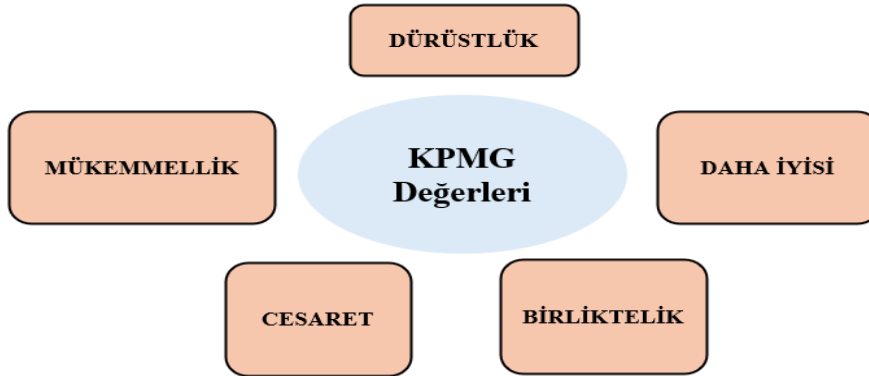 DÜRÜSTLÜK
MÜKEMMELLİK
KPMG
Değerleri
DAHA İYİSİ
CESARET
BİRLİKTELİK